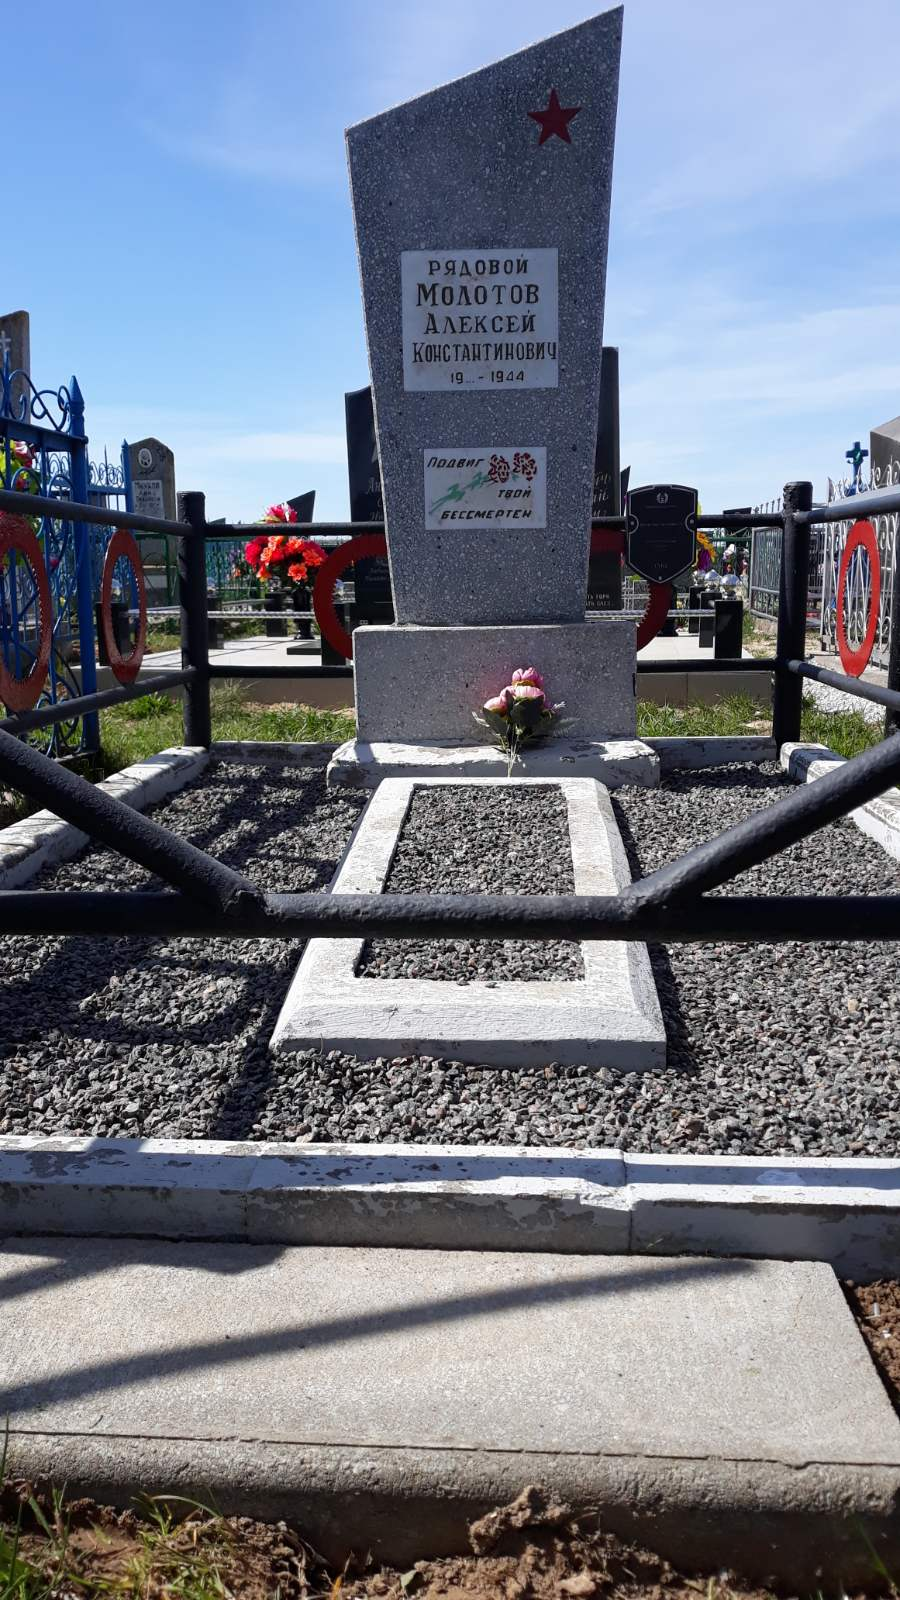 РЯДОВОЙ
МОЛОТОВ
АЛЕКСЕЙ
КОНСТАНТИНОВИЧ
19...-1944
ПОДВИГ
ТВОЙ
БЕССМЕРТЕН